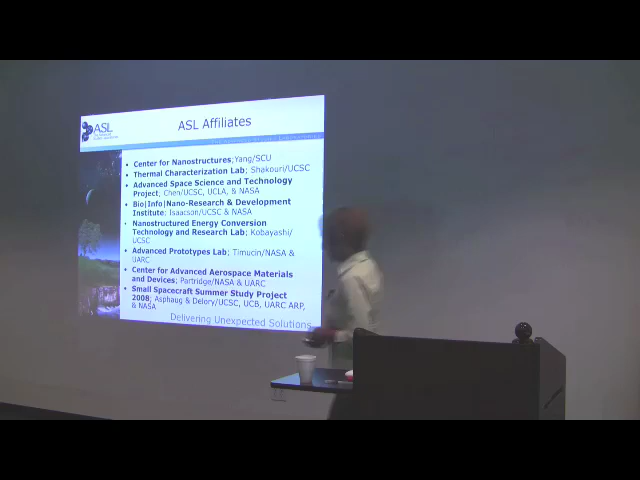 ASL
ASL Affiliates
• Center for Nanostructures;Yang/SCU
• Thermal Characterization Lab; Shakouri/UCSC
• Advanced Space Science and Technology
Project, Chen/UCSC, UCLA, & NASA
• Bio|Info|Nano-Research & Development
Institute: Isaacson/UCSC & NASA
• Nanostructured Energy Conversion
Technology and Research Lab; Kobayashi/
UCSC
• Advanced Prototypes Lab; Timucin/NASA &
UARC
• Center for Advanced Aerospace Materials
and Devices; Partridge/NASA & UARC
• Small Spacecraft Summer Study Project
2008; Asphaug & Delory/UCSC, UCB, UARC ARP,
& NASA
Delivering Unexpected Solutions